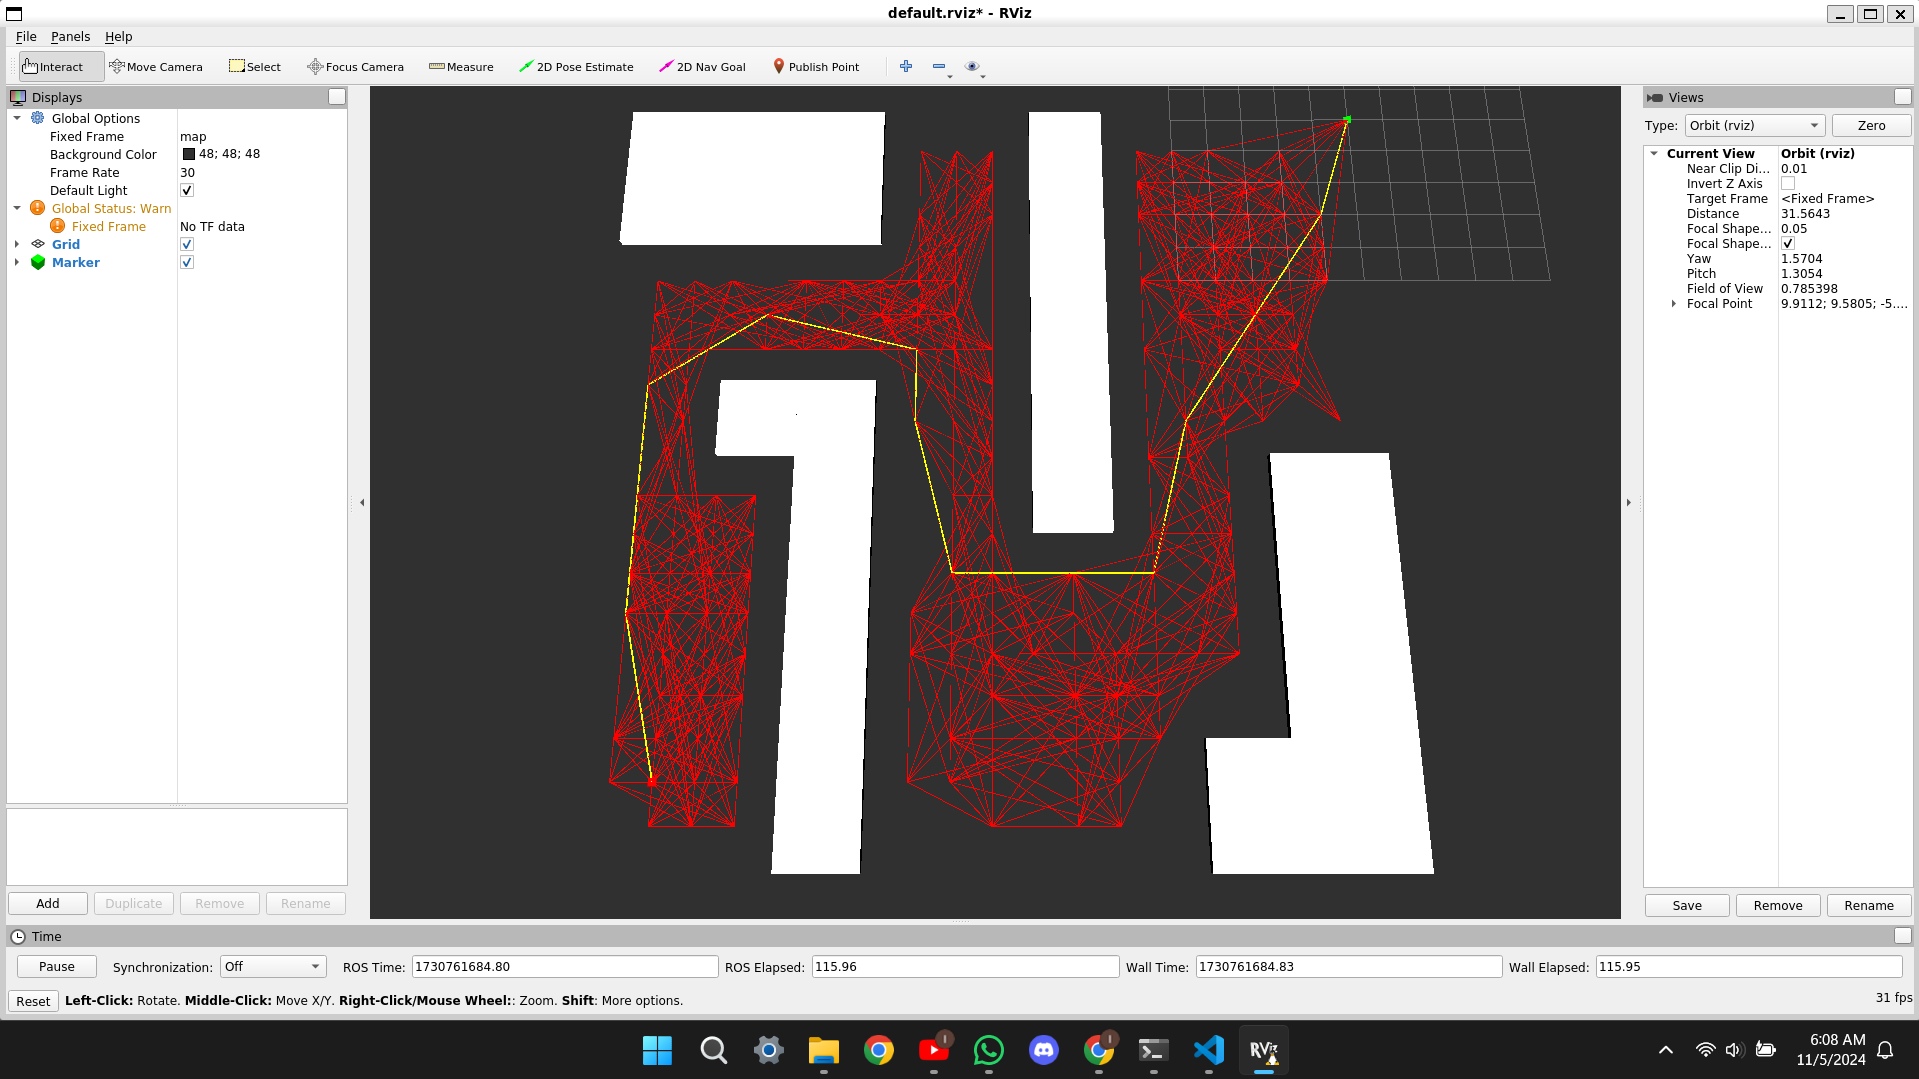 default.rviz* - RViz
File Panels Help
Interact Move Camera Select Focus Camera Measure 2D Pose Estimate 2D Nav Goal Publish Point
Displays
Global Options
Fixed Frame map
Background Color 48; 48; 48
Frame Rate 30
Default Light
Global Status: Warn
Fixed Frame No TF data
Grid
Marker
Add Duplicate Remove Rename
Views
Type: Orbit (rviz) Zero
Current View Orbit (rviz)
Near Clip Di... 0.01
Invert Z Axis
Target Frame <Fixed Frame>
Distance 31.5643
Focal Shape... 0.05
Focal Shape...
Yaw 1.5704
Pitch 1.3054
Field of View 0.785398
Focal Point 9.9112; 9.5805; -5....
Save Remove Rename
Time
Pause Synchronization: Off ROS Time: 1730761684.80 ROS Elapsed: 115.96 Wall Time: 1730761684.83 Wall Elapsed: 115.95
Reset Left-Click: Rotate. Middle-Click: Move X/Y. Right-Click/Mouse Wheel:: Zoom. Shift: More options. 31 fps
RViz
6:08 AM
11/5/2024